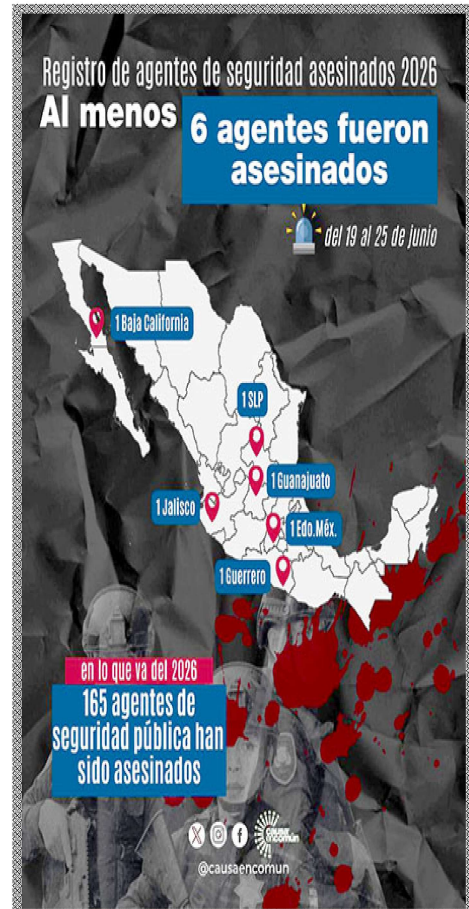 Registro de agentes de seguridad asesinados 2026
Al menos
6 agentes fueron
asesinados
del 19 al 25 de junio
1 Baja California
1 SLP
1 Guanajuato
1 Jalisco
1 Edo.Méx.
1 Guerrero
en lo que va del 2026
165 agentes de
seguridad pública han
sido asesinados
causa
encomún
@causaencomun